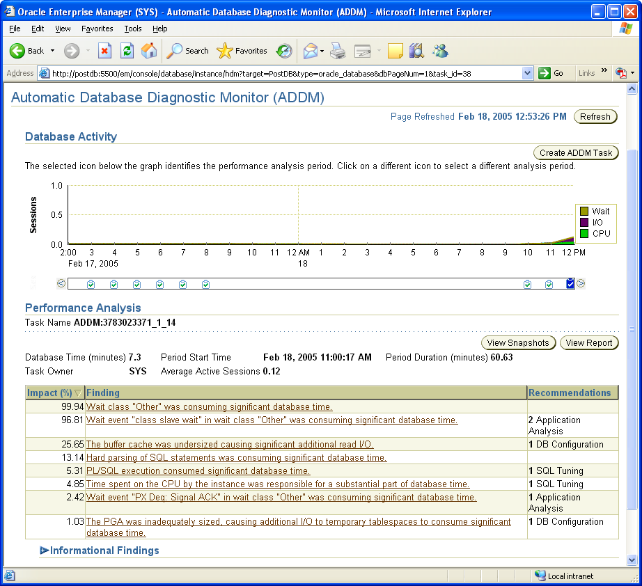 Oracle Enterprise Manager (SYS) - Automatic Database Diagnostic Monitor (ADDM) - Microsoft Internet Explorer
File Edit View Favorites Tools Help
Back Search Favorites
Address http://postdb:5500/em/console/database/instance/hdm?target=PostDB&type=oracle_database&dbPageNum=1&task_id=38 Go Links »
Automatic Database Diagnostic Monitor (ADDM)
Page Refreshed Feb 18, 2005 12:53:26 PM Refresh
Database Activity
Create ADDM Task
The selected icon below the graph identifies the performance analysis period. Click on a different icon to select a different analysis period.
Sessions
1.0
0.5
0.0
Wait
I/O
CPU
2:00 3 4 5 6 7 8 9 10 11 12 AM 1 2 3 4 5 6 7 8 9 10 11 12 PM
Feb 17, 2005 18
Performance Analysis
Task Name ADDM:3783023371_1_14
View Snapshots View Report
Database Time (minutes) 7.3 Period Start Time Feb 18, 2005 11:00:17 AM Period Duration (minutes) 60.63
Task Owner SYS Average Active Sessions 0.12
Impact (%) Finding Recommendations
99.94 Wait class "Other" was consuming significant database time.
96.81 Wait event "class slave wait" in wait class "Other" was consuming significant database time. 2 Application
Analysis
25.65 The buffer cache was undersized causing significant additional read I/O. 1 DB Configuration
13.14 Hard parsing of SQL statements was consuming significant database time.
5.31 PL/SQL execution consumed significant database time. 1 SQL Tuning
4.85 Time spent on the CPU by the instance was responsible for a substantial part of database time. 1 SQL Tuning
2.42 Wait event "PX Deq: Signal ACK" in wait class "Other" was consuming significant database time. 1 Application
Analysis
1.03 The PGA was inadequately sized, causing additional I/O to temporary tablespaces to consume significant 1 DB Configuration
database time.
Informational Findings
Local intranet